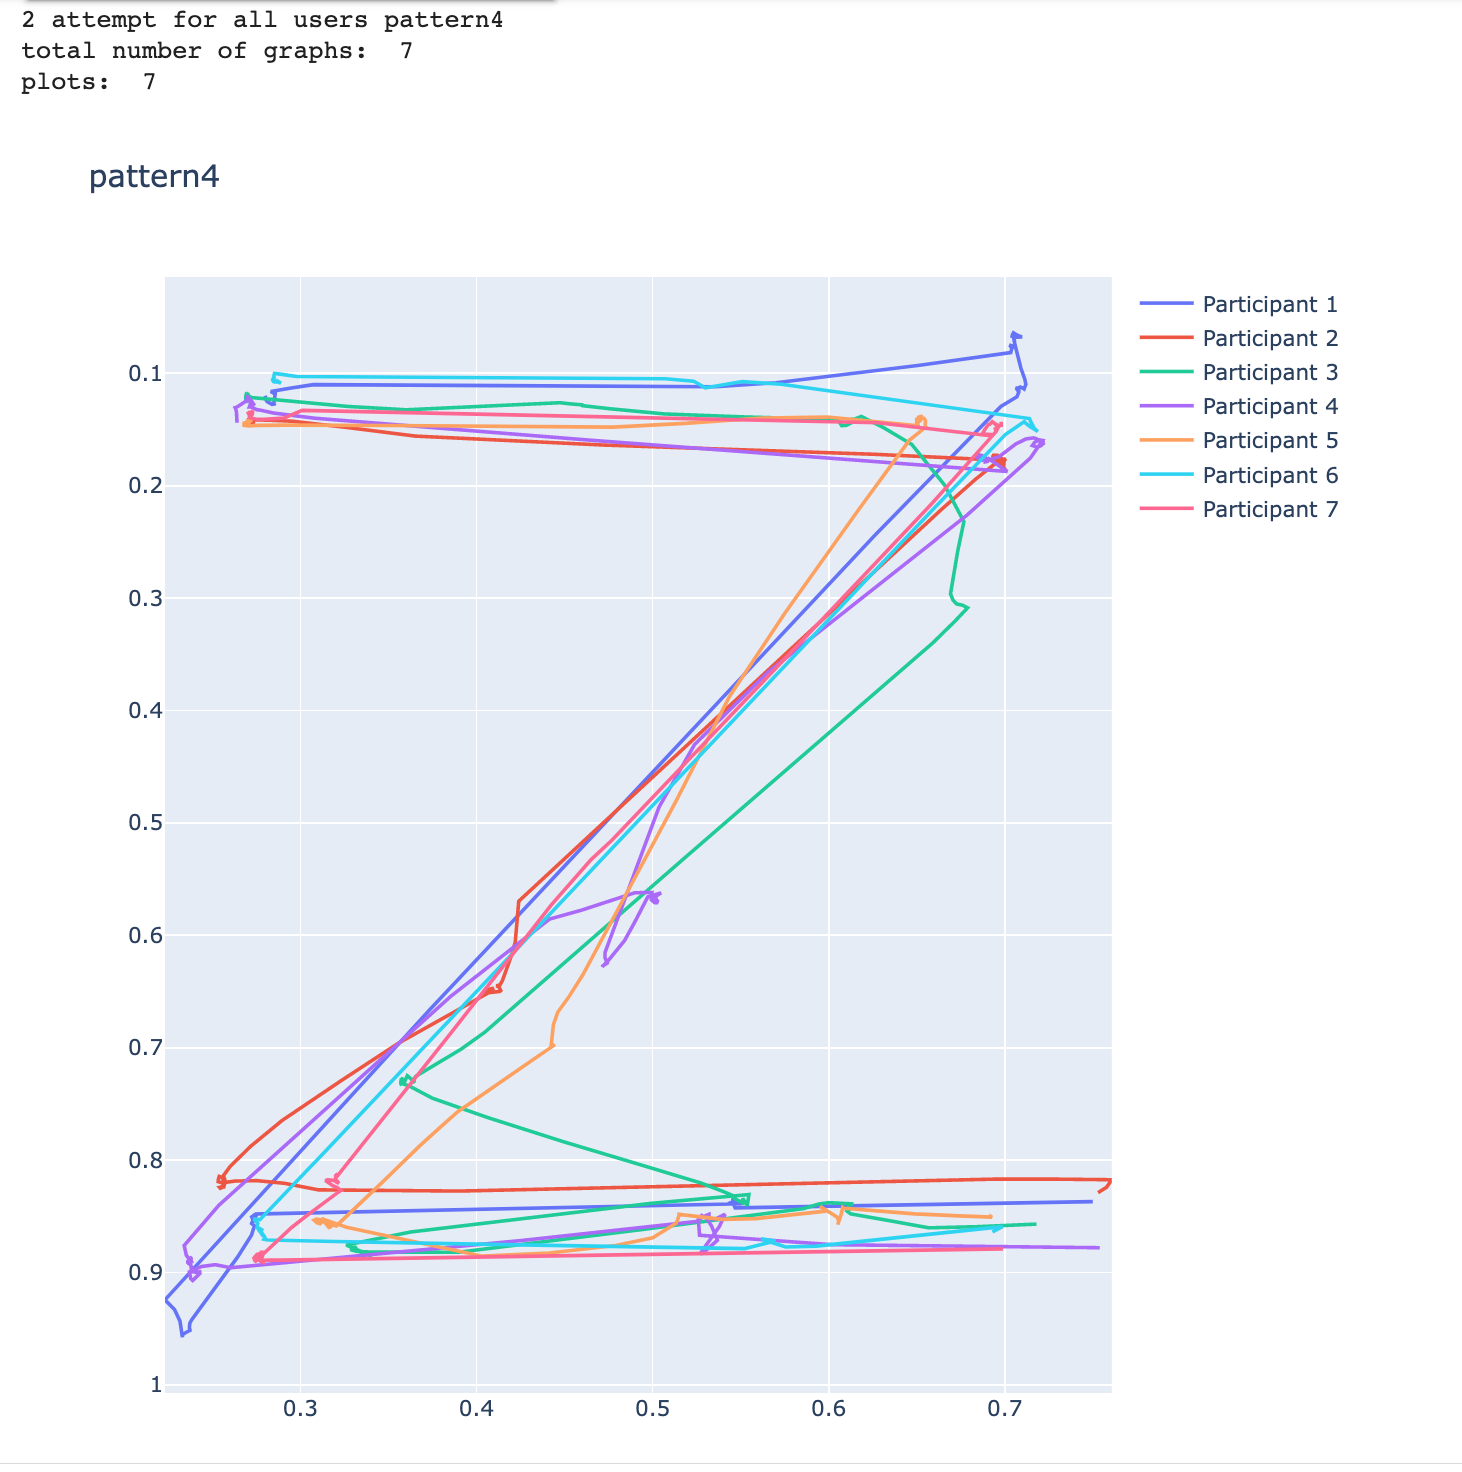 2 attempt for all users pattern4
total number of graphs:  7
plots:  7
pattern4
Participant 1
Participant 2
Participant 3
Participant 4
Participant 5
Participant 6
Participant 7
0.1
0.2
0.3
0.4
0.5
0.6
0.7
0.8
0.9
1
0.3 0.4 0.5 0.6 0.7